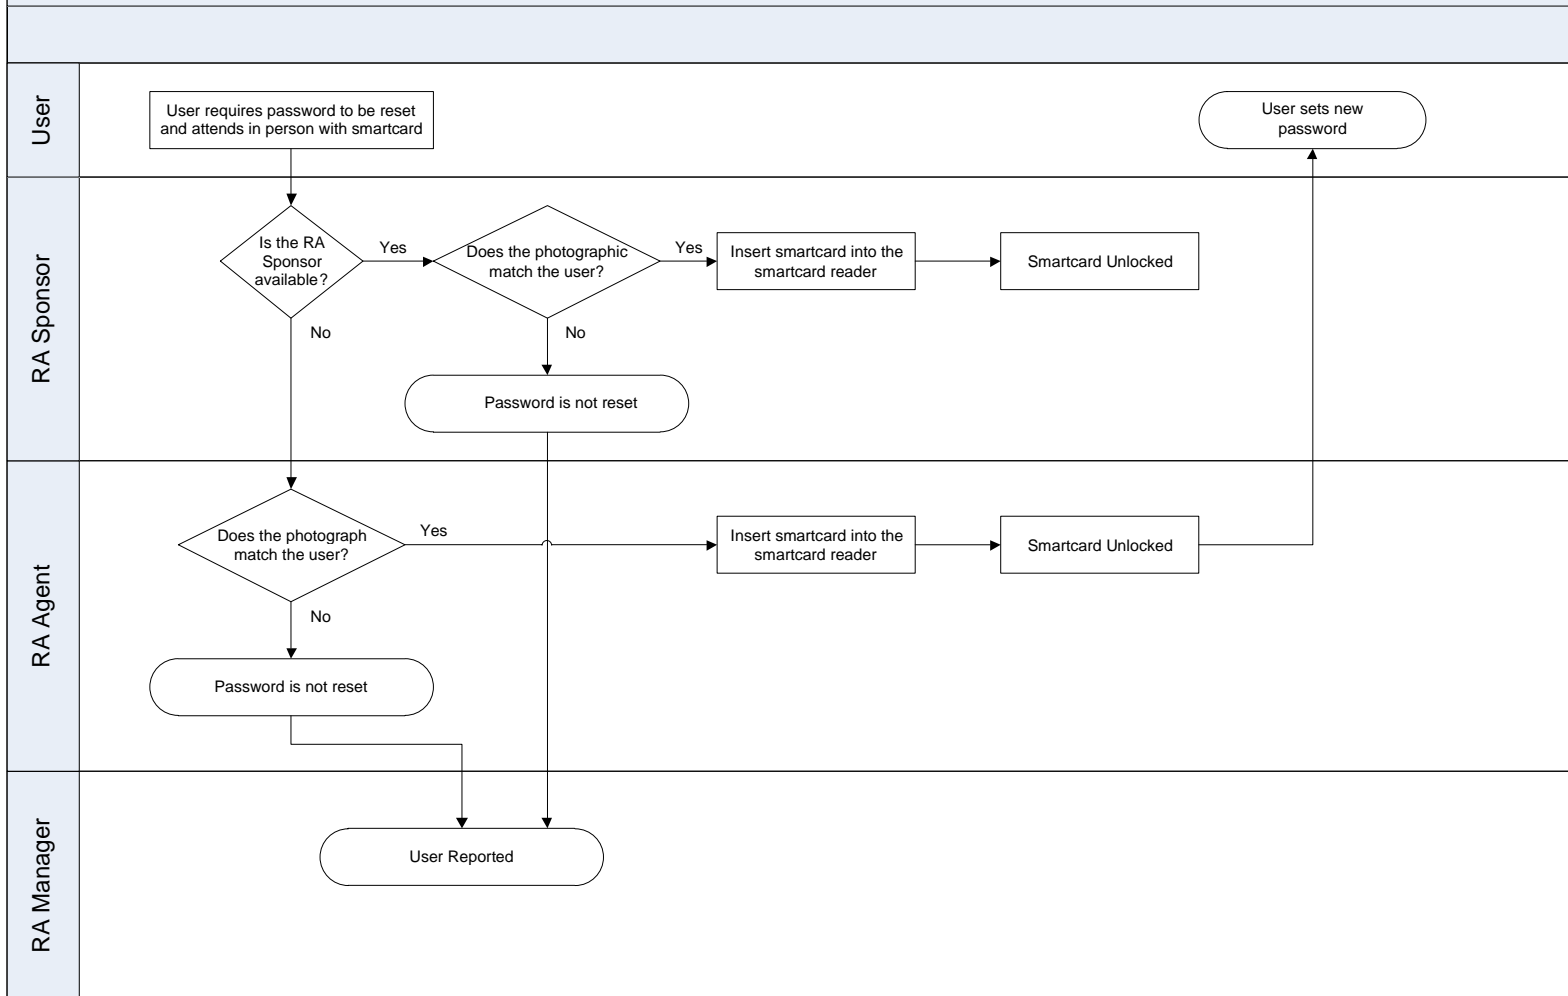 User
User requires password to be reset
and attends in person with smartcard
User sets new
password
RA Sponsor
Is the RA
Sponsor
available?
Yes
Does the photographic
match the user?
Yes
Insert smartcard into the
smartcard reader
Smartcard Unlocked
No
No
Password is not reset
RA Agent
Does the photograph
match the user?
Yes
Insert smartcard into the
smartcard reader
Smartcard Unlocked
No
Password is not reset
RA Manager
User Reported